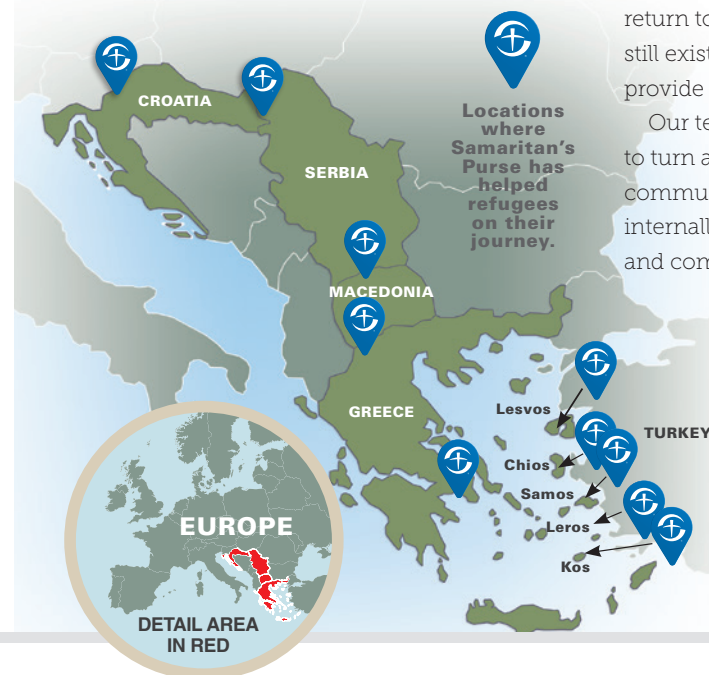 return to
still exist
provide
Our te
to turn a
commu
internall
and com
CROATIA
SERBIA
Locations
where
Samaritan's
Purse has
helped
refugees
on their
journey.
MACEDONIA
GREECE
Lesvos
TURKEY
Chios
Samos
Leros
Kos
EUROPE
DETAIL AREA
IN RED